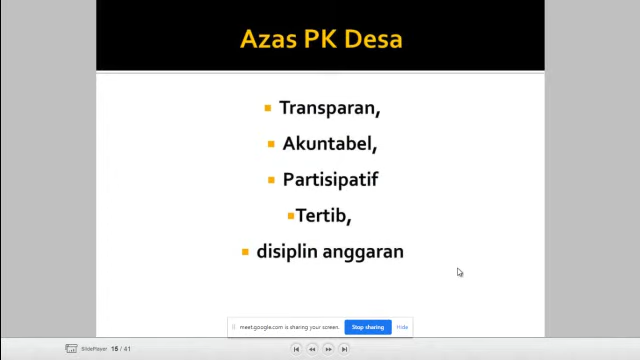 Azas PK Desa
Transparan,
Akuntabel,
Partisipatif
Tertib,
disiplin anggaran
meet.google.com is sharing your screen.
Stop sharing
Hide
SlidePlayer
15 / 41